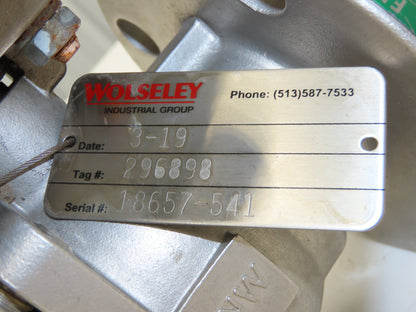 WOLSELEY
INDUSTRIAL GROUP
Phone: (513)587-7533
Date: 3-19
Tag #: 296898
Serial #: 18657-541